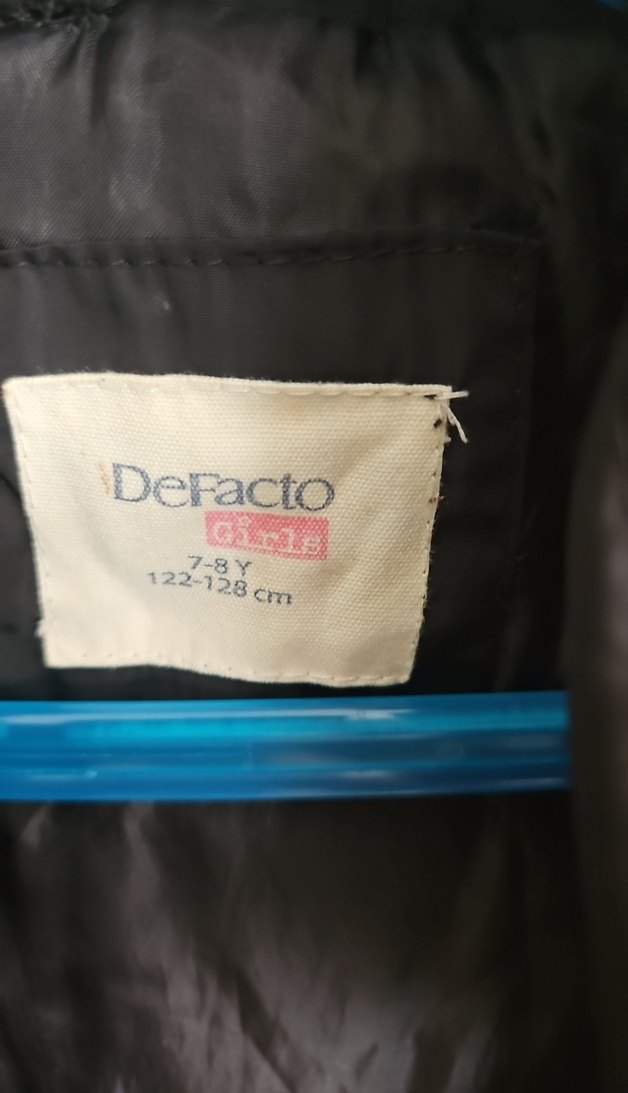 DeFacto
Girls
7-8 Y
122-128 cm